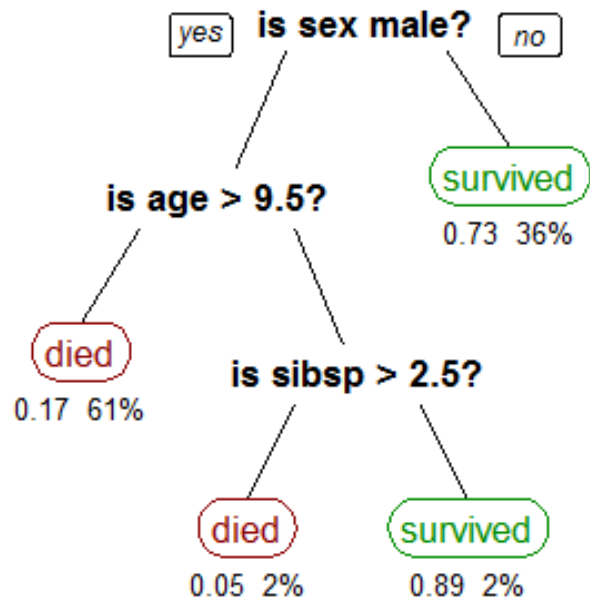 yes is sex male? no
survived
0.73 36%
is age > 9.5?
died
0.17 61%
is sibsp > 2.5?
died survived
0.05 2% 0.89 2%